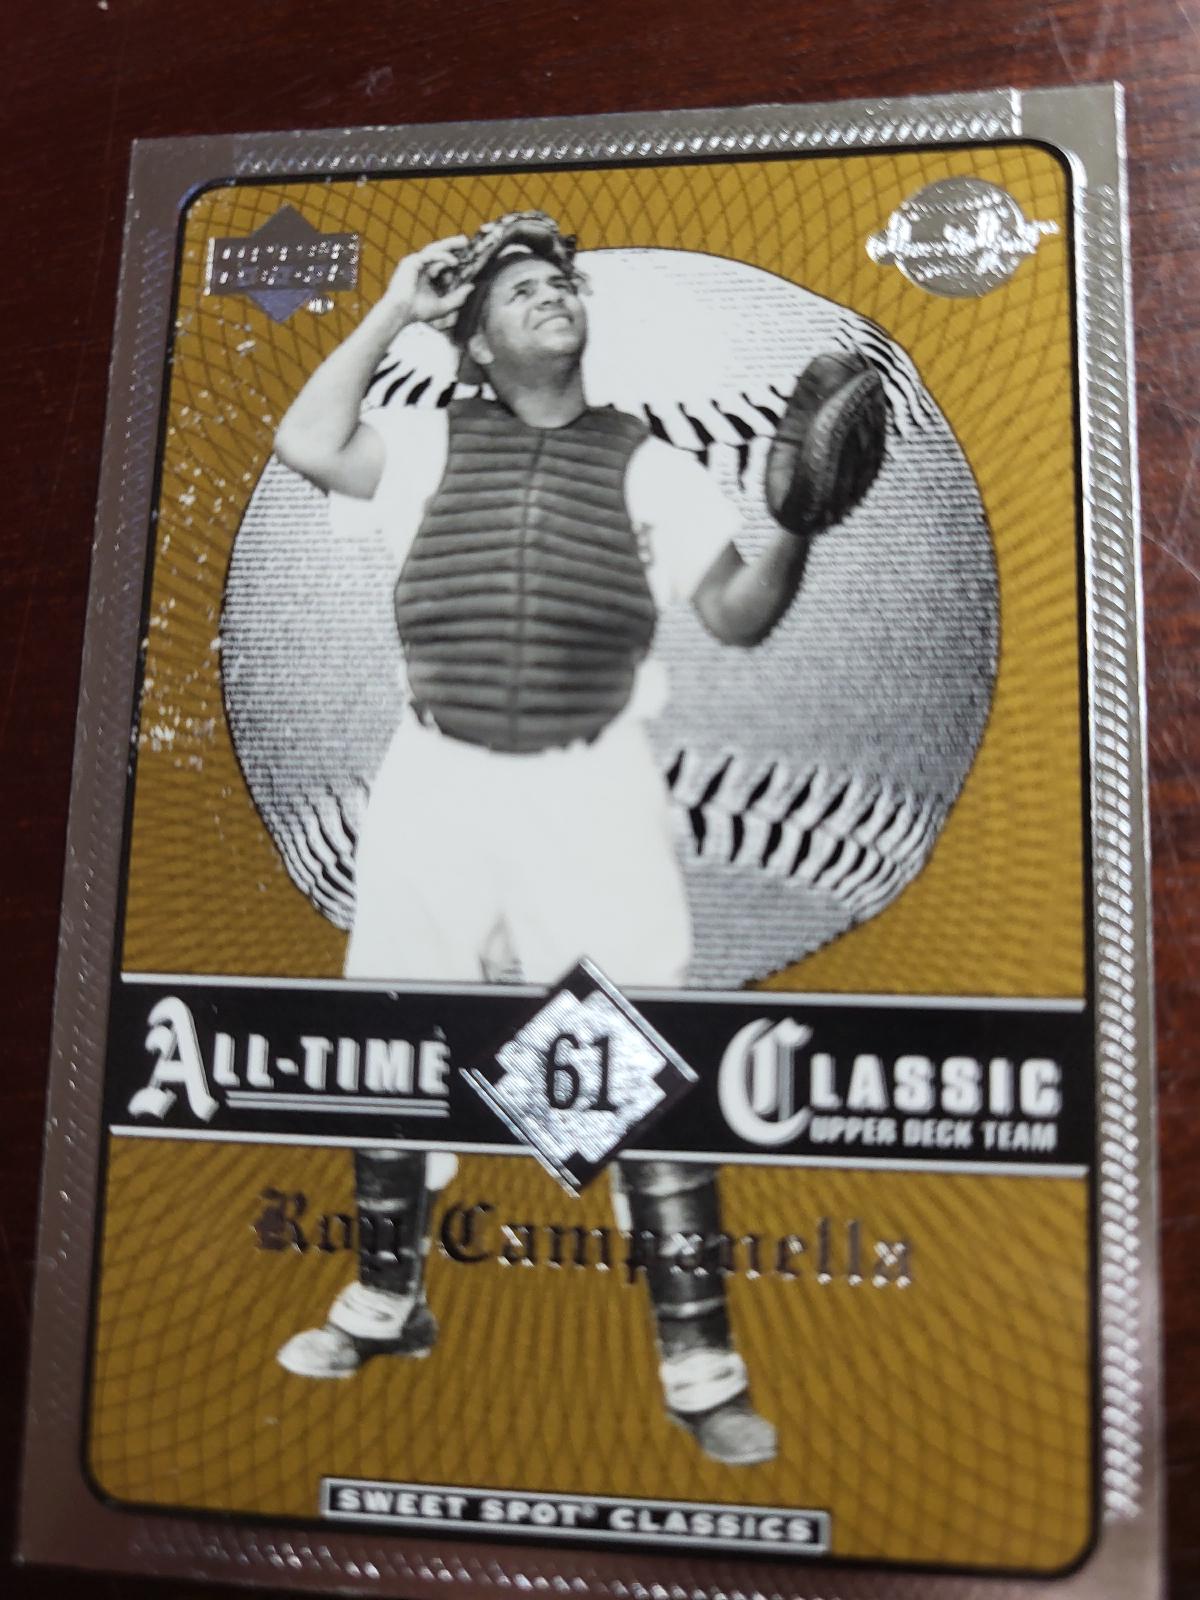 ALL-TIME
61
CLASSIC
UPPER DECK TEAM
Roy Campanella
SWEET SPOT® CLASSICS